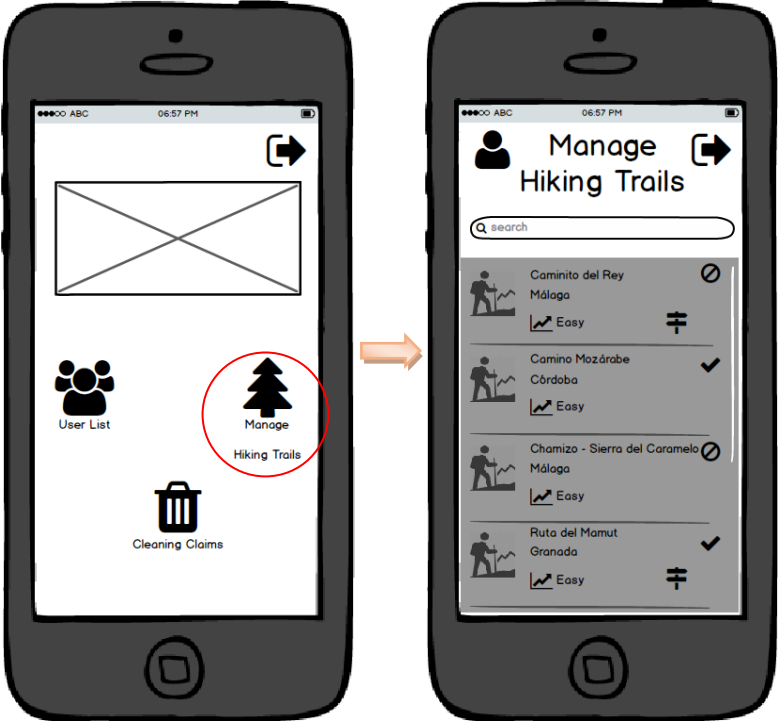 ABC 06:57 PM
User List
Manage
Hiking Trails
Cleaning Claims
ABC 06:57 PM
Manage
Hiking Trails
search
Caminito del Rey
Málaga
Easy
Camino Mozárabe
Córdoba
Easy
Chamizo - Sierra del Caramelo
Málaga
Easy
Ruta del Mamut
Granada
Easy